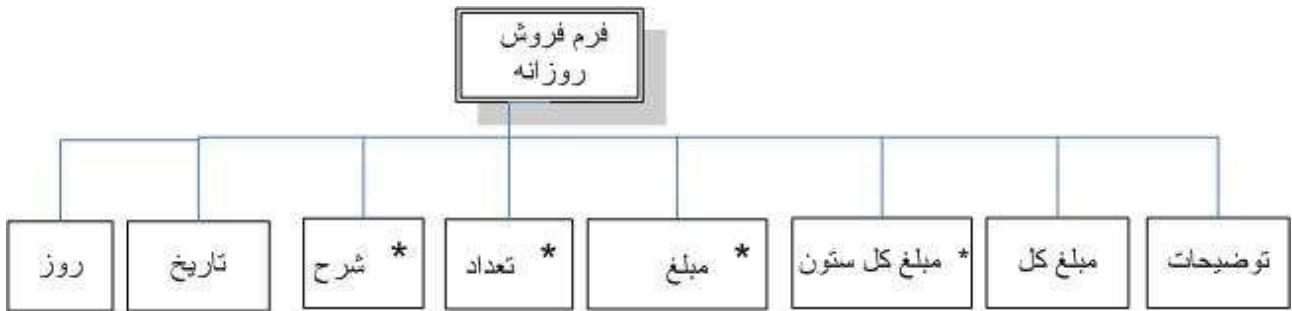 فرم فروش
روزانه
توضیحات
مبلغ کل
* مبلغ کل ستون
* مبلغ
* تعداد
* شرح
تاریخ
روز